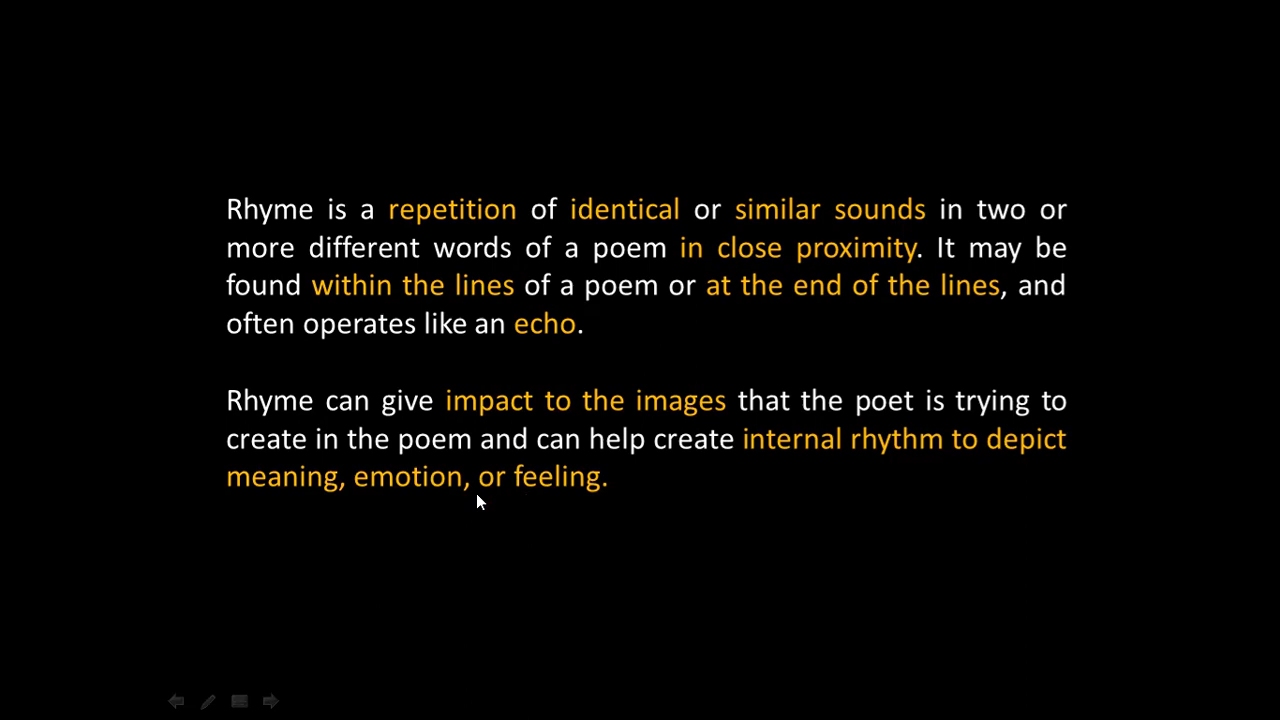 Rhyme is a repetition of identical or similar sounds in two or
more different words of a poem in close proximity. It may be
found within the lines of a poem or at the end of the lines, and
often operates like an echo.
Rhyme can give impact to the images that the poet is trying to
create in the poem and can help create internal rhythm to depict
meaning, emotion, or feeling.